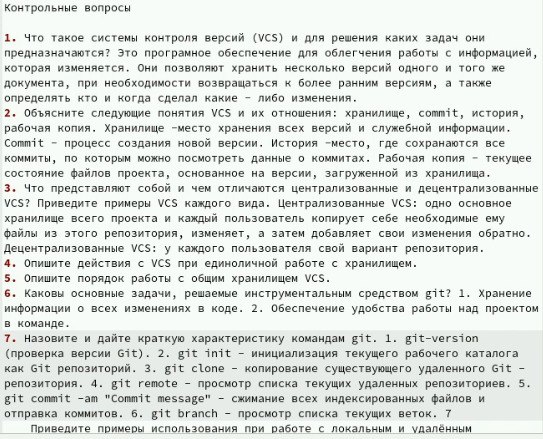 Контрольные вопросы
1. Что такое системы контроля версий (VCS) и для решения каких задач они
предназначаются? Это програмное обеспечение для облегчения работы с информацией,
которая изменяется. Они позволяют хранить несколько версий одного и того же
документа, при необходимости возвращаться к более ранним версиям, а также
определять кто и когда сделал какие – либо изменения.
2. Объясните следующие понятия VCS и их отношения: хранилище, commit, история,
рабочая копия. Хранилище –место хранения всех версий и служебной информации.
Commit – процесс создания новой версии. История –место, где сохранаются все
коммиты, по которым можно посмотреть данные о коммитах. Рабочая копия – текущее
состояние файлов проекта, основанное на версии, загруженной из хранилища.
3. Что представляют собой и чем отличаются централизованные и децентрализованные
VCS? Приведите примеры VCS каждого вида. Централизованные VCS: одно основное
хранилище всего проекта и каждый пользователь копирует себе необходимые ему
файлы из этого репозитория, изменяет, а затем добавляет свои изменения обратно.
Децентрализованные VCS: у каждого пользователя свой вариант репозитория.
4. Опишите действия с VCS при единоличной работе с хранилищем.
5. Опишите порядок работы с общим хранилищем VCS.
6. Каковы основные задачи, решаемые инструментальным средством git? 1. Хранение
информации о всех изменениях в коде. 2. Обеспечение удобства работы над проектом
в команде.
7. Назовите и дайте краткую характеристику командам git. 1. git–version
(проверка версии Git). 2. git init – инициализация текущего рабочего каталога
как Git репозиторий. 3. git clone – копирование существующего удаленного Git –
репозитория. 4. git remote – просмотр списка текущих удаленных репозиториев. 5.
git commit –am "Commit message" – сжимание всех индексированных файлов и
отправка коммитов. 6. git branch – просмотр списка текущих веток. 7
Приведите примеры использования при работе с локальным и удалённым